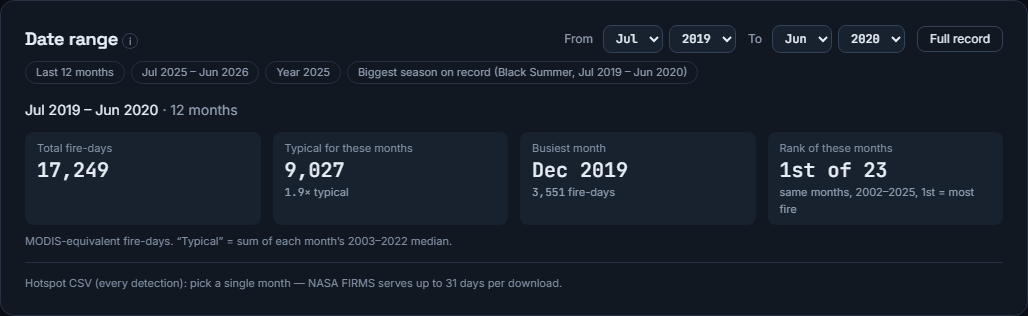 Date range i
From Jul 2019 To Jun 2020 Full record
Last 12 months Jul 2025 – Jun 2026 Year 2025 Biggest season on record (Black Summer, Jul 2019 – Jun 2020)
Jul 2019 – Jun 2020 · 12 months
Total fire-days
17,249
Typical for these months
9,027
1.9× typical
Busiest month
Dec 2019
3,551 fire-days
Rank of these months
1st of 23
same months, 2002–2025, 1st = most
fire
MODIS-equivalent fire-days. “Typical” = sum of each month’s 2003–2022 median.
Hotspot CSV (every detection): pick a single month — NASA FIRMS serves up to 31 days per download.